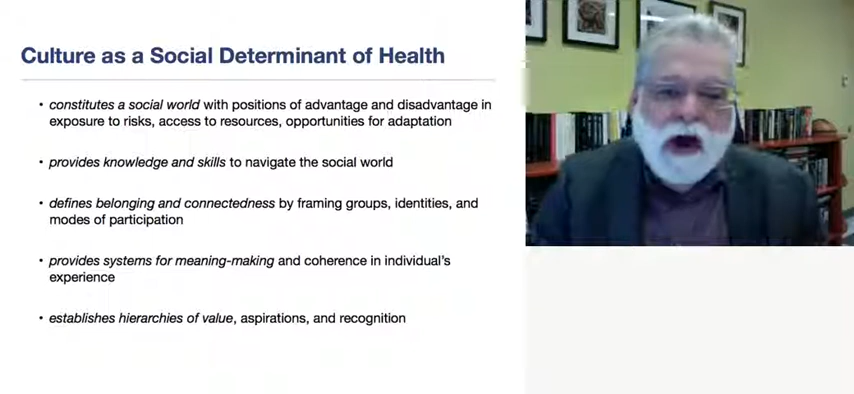 Culture as a Social Determinant of Health
• constitutes a social world with positions of advantage and disadvantage in
exposure to risks, access to resources, opportunities for adaptation
• provides knowledge and skills to navigate the social world
• defines belonging and connectedness by framing groups, identities, and
modes of participation
• provides systems for meaning-making and coherence in individual's
experience
• establishes hierarchies of value, aspirations, and recognition